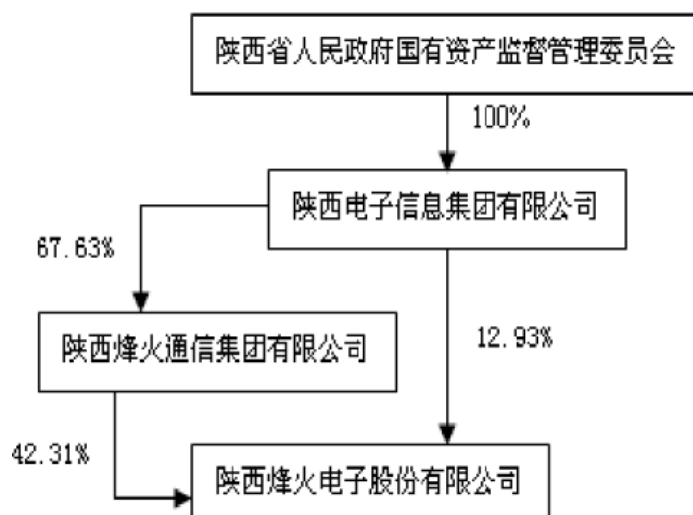 陕西省人民政府国有资产监督管理委员会
100%
陕西电子信息集团有限公司
67.63%
陕西烽火通信集团有限公司
12.93%
42.31%
陕西烽火电子股份有限公司